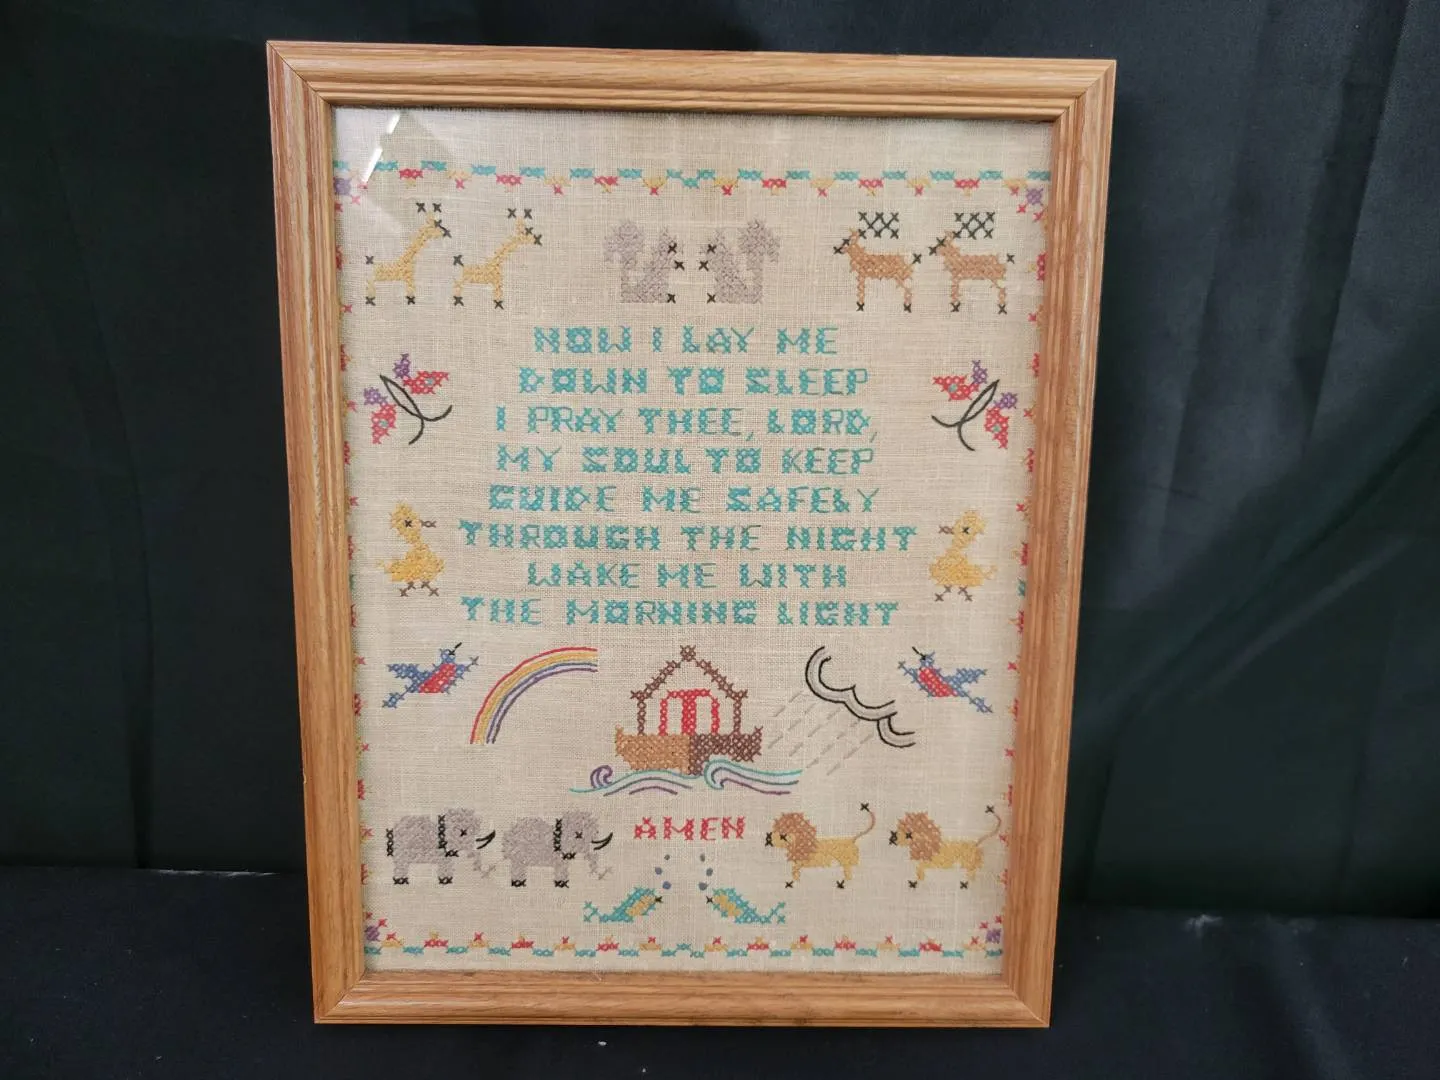 NOW I LAY ME
DOWN TO SLEEP
I PRAY THEE, LORD,
MY SOUL TO KEEP
GUIDE ME SAFELY
THROUGH THE NIGHT
WAKE ME WITH
THE MORNING LIGHT
AMEN